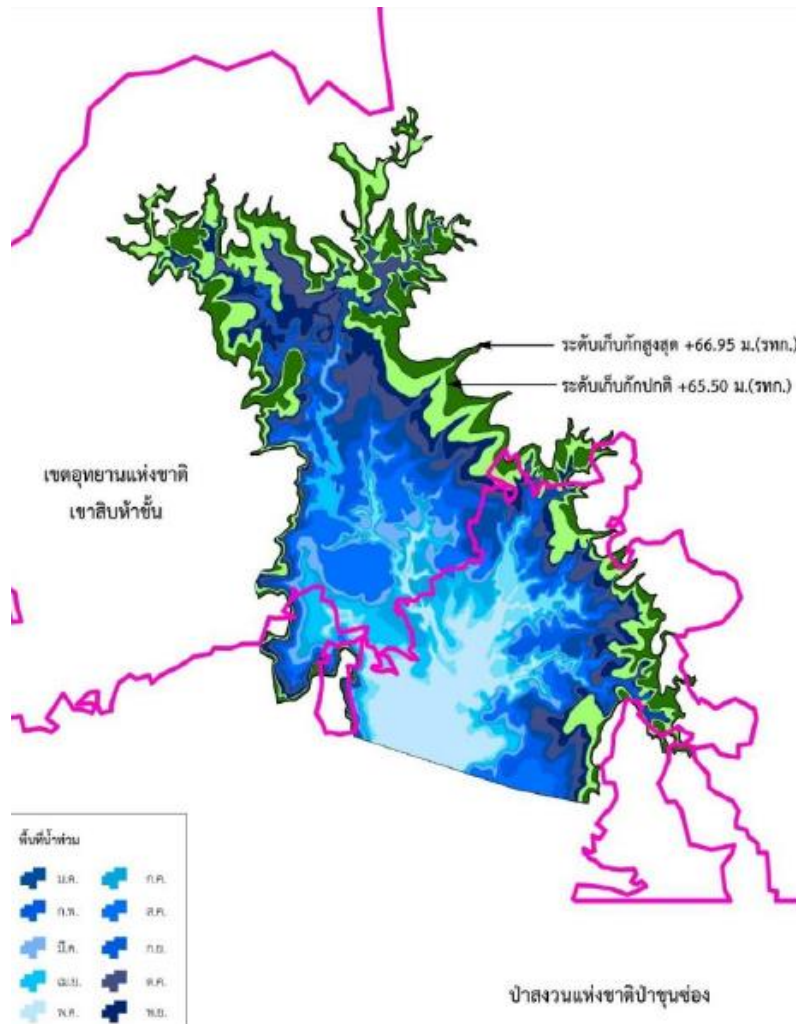 ระดับเก็บกักสูงสุด +66.95 ม.(รทก.)
ระดับเก็บกักปกติ +65.50 ม.(รทก.)
เขตอุทยานแห่งชาติ
เขาสิบห้าชั้น
พื้นที่น้ำท่วม
ม.ค. ก.ค.
ก.พ. ส.ค.
มี.ค. ก.ย.
เม.ย. ต.ค.
พ.ค. พ.ย.
ป่าสงวนแห่งชาติป่าขุนซ่อง